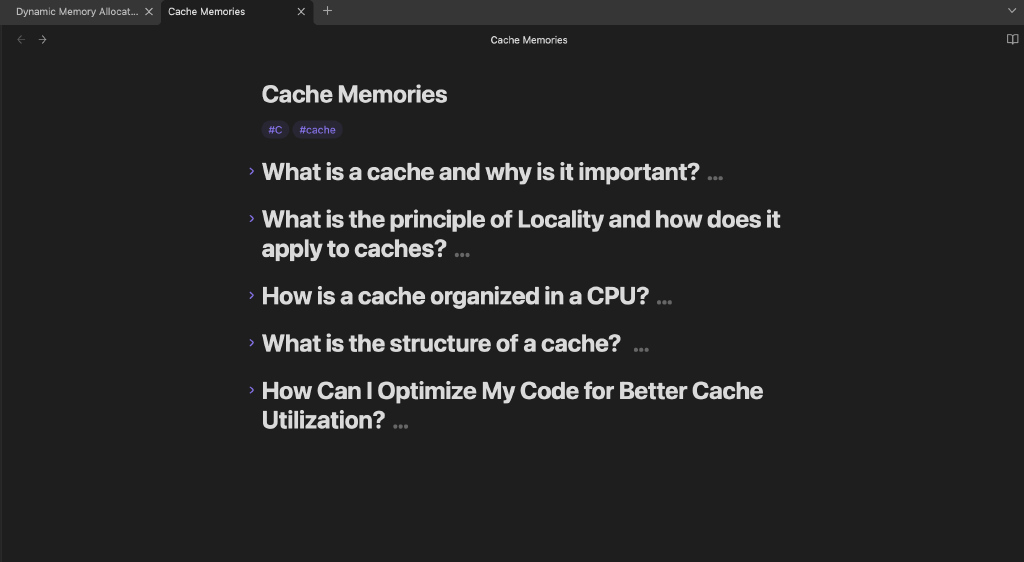 Dynamic Memory Allocat...
Cache Memories
Cache Memories
Cache Memories
#C #cache
What is a cache and why is it important? ...
What is the principle of Locality and how does it
apply to caches? ...
How is a cache organized in a CPU? ...
What is the structure of a cache? ...
How Can I Optimize My Code for Better Cache
Utilization? ...